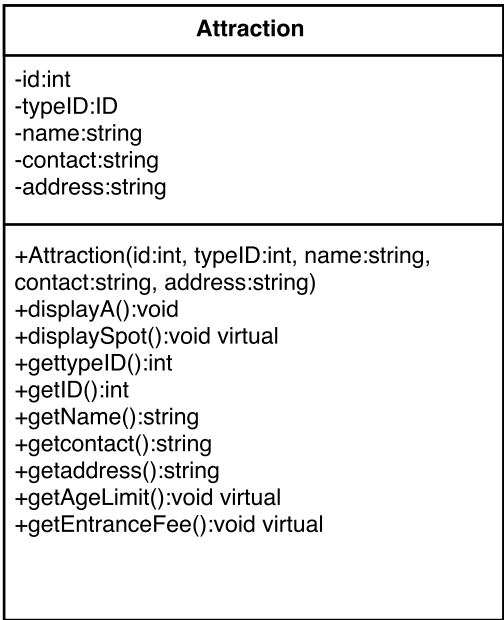 Attraction
-id:int
-typeID:ID
-name:string
-contact:string
-address:string
+Attraction(id:int, typeID:int, name:string,
contact:string, address:string)
+displayA():void
+displaySpot():void virtual
+gettypeID():int
+getID():int
+getName():string
+getcontact():string
+getaddress():string
+getAgeLimit():void virtual
+getEntranceFee():void virtual